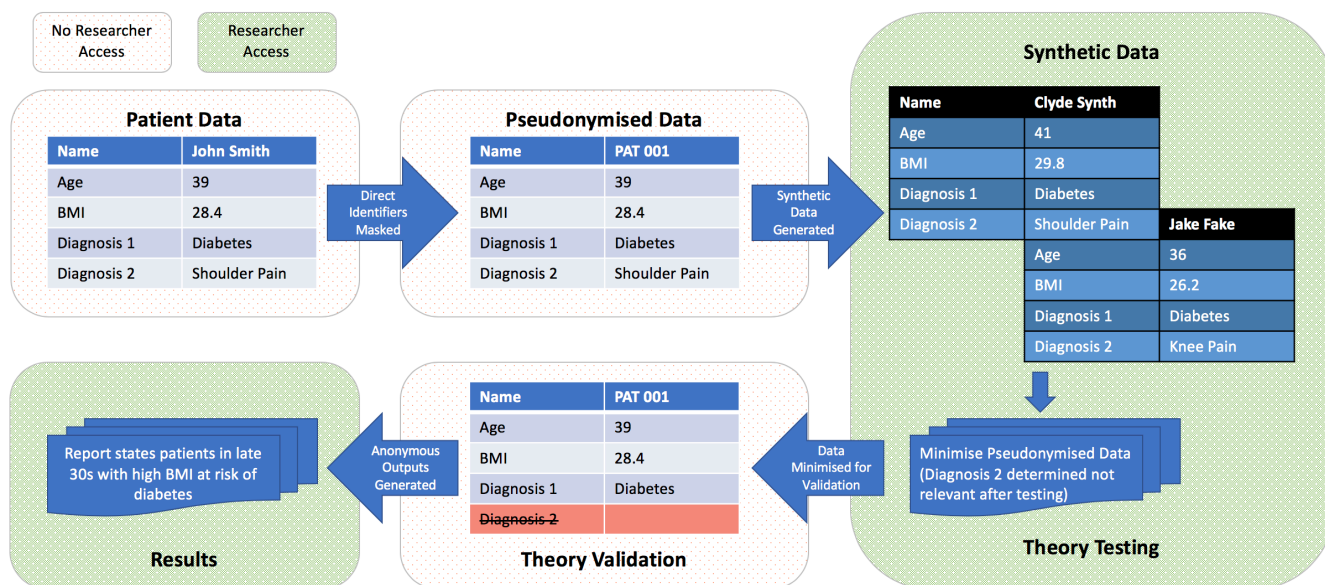 No Researcher
Access
Researcher
Access
Patient Data
Name John Smith
Age 39
BMI 28.4
Diagnosis 1 Diabetes
Diagnosis 2 Shoulder Pain
Direct
Identifiers
Masked
Pseudonymised Data
Name PAT 001
Age 39
BMI 28.4
Diagnosis 1 Diabetes
Diagnosis 2 Shoulder Pain
Synthetic
Data
Generated
Synthetic Data
Name Clyde Synth
Age 41
BMI 29.8
Diagnosis 1 Diabetes
Diagnosis 2 Shoulder Pain
Jake Fake
Age 36
BMI 26.2
Diagnosis 1 Diabetes
Diagnosis 2 Knee Pain
Minimise Pseudonymised Data
(Diagnosis 2 determined not
relevant after testing)
Theory Testing
Data
Minimised for
Validation
Name PAT 001
Age 39
BMI 28.4
Diagnosis 1 Diabetes
Diagnosis 2
Theory Validation
Anonymous
Outputs
Generated
Report states patients in late
30s with high BMI at risk of
diabetes
Results